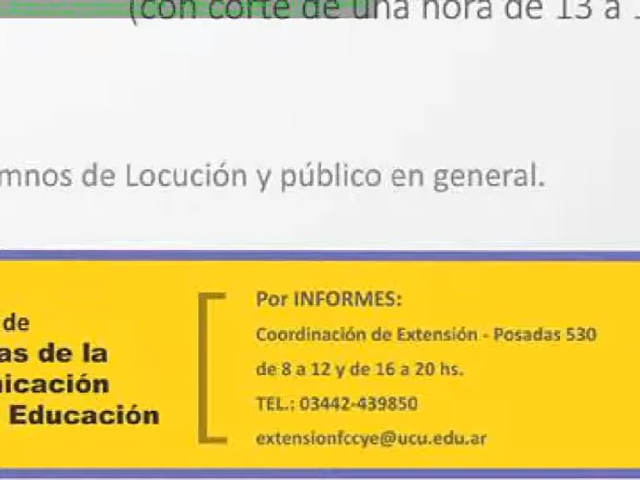 (con corte de una hora de 13 a
mnos de Locución y público en general.
de
as de la
icación
Educación
Por INFORMES:
Coordinación de Extensión - Posadas 530
de 8 a 12 y de 16 a 20 hs.
TEL.: 03442-439850
extensionfccye@ucu.edu.ar